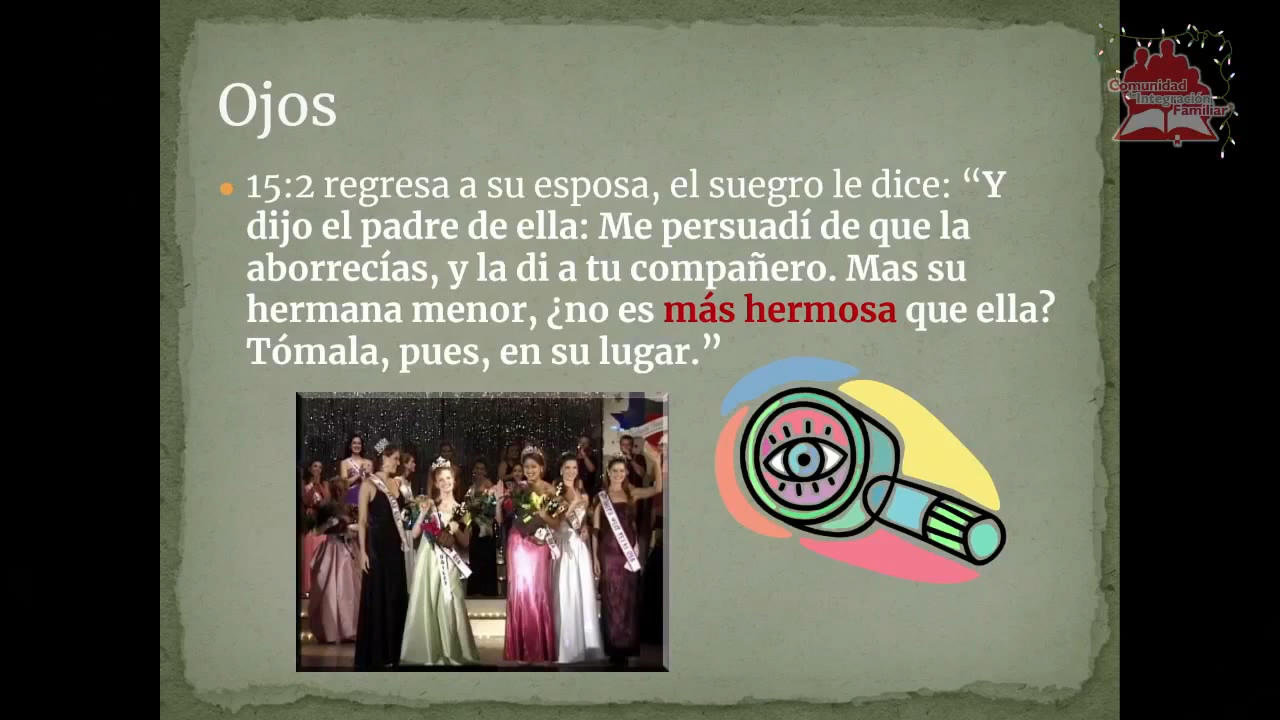 Ojos
15:2 regresa a su esposa, el suegro le dice: “Y
dijo el padre de ella: Me persuadí de que la
aborrecías, y la di a tu compañero. Mas su
hermana menor, ¿no es más hermosa que ella?
Tómala, pues, en su lugar.”
Comunidad
"Integración
Familiar"